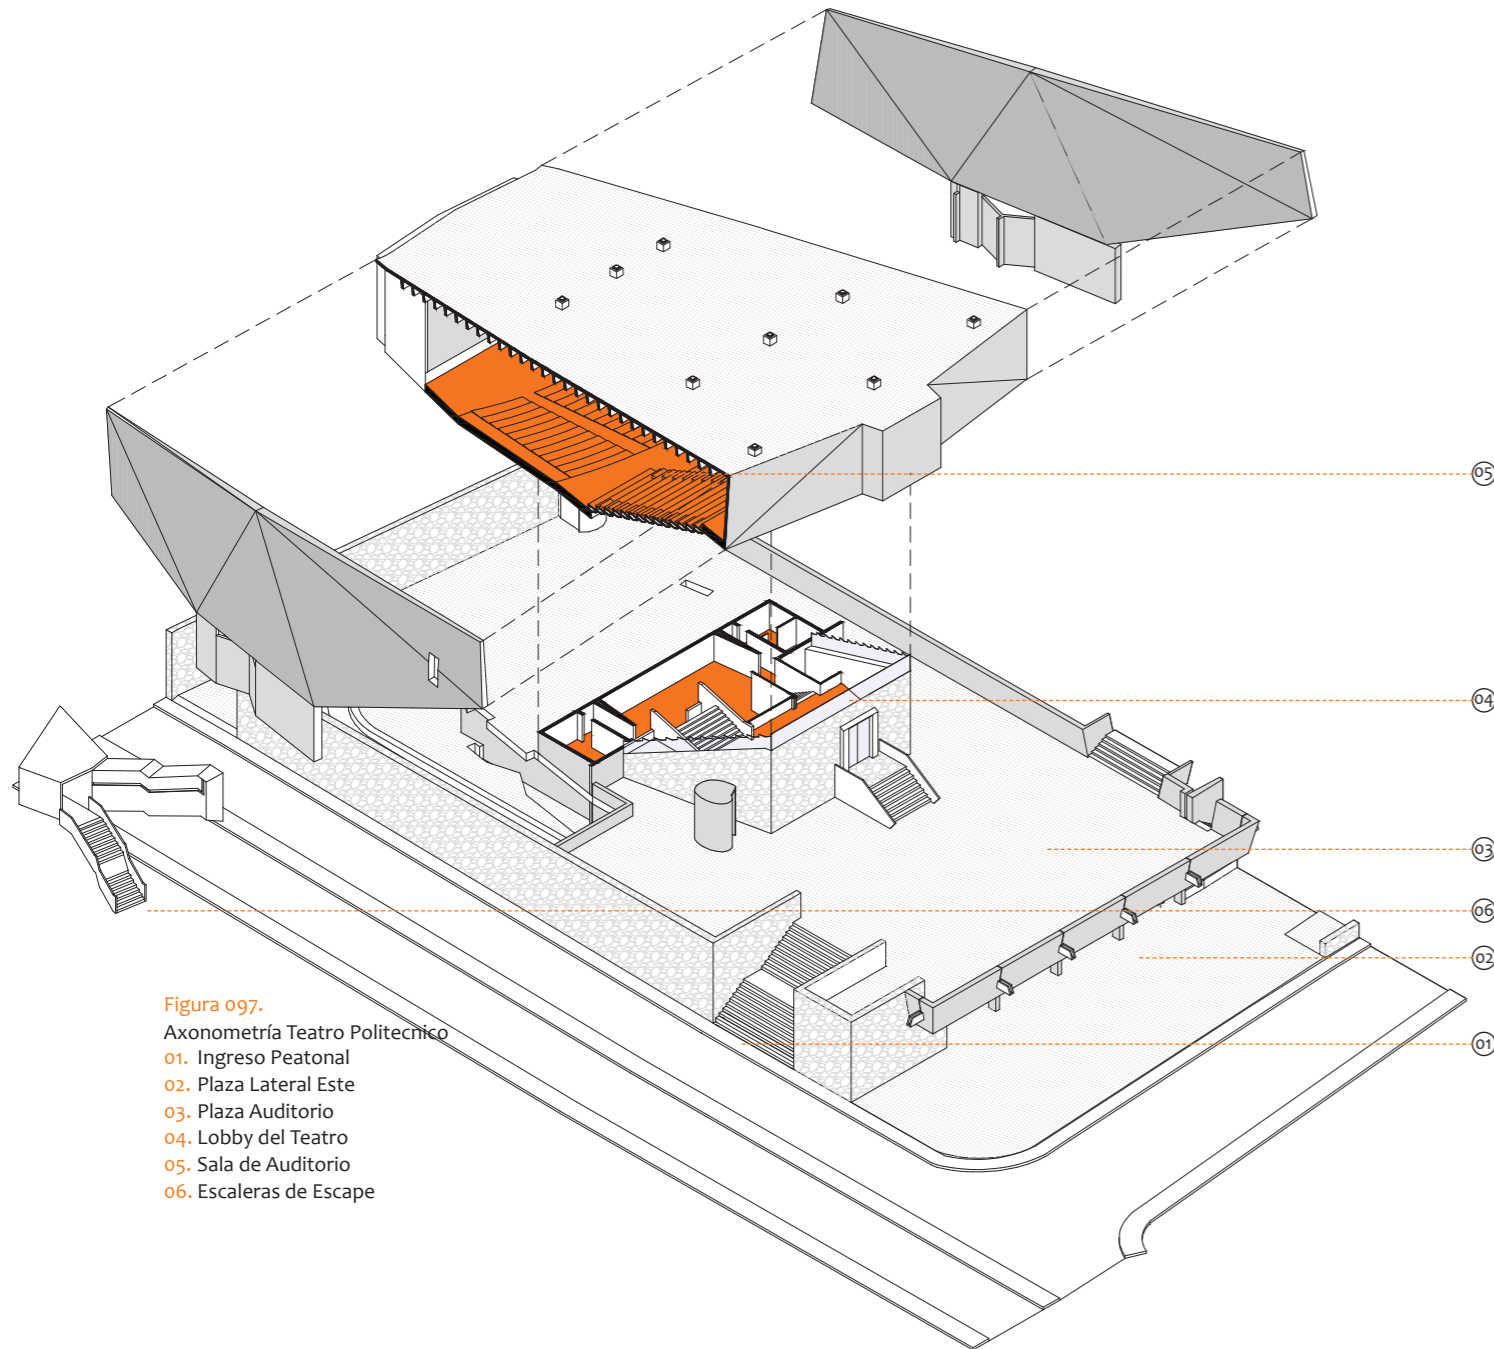 05
04
03
06
02
01
Figura 097.
Axonometría Teatro Politecnico
01. Ingreso Peatonal
02. Plaza Lateral Este
03. Plaza Auditorio
04. Lobby del Teatro
05. Sala de Auditorio
06. Escaleras de Escape